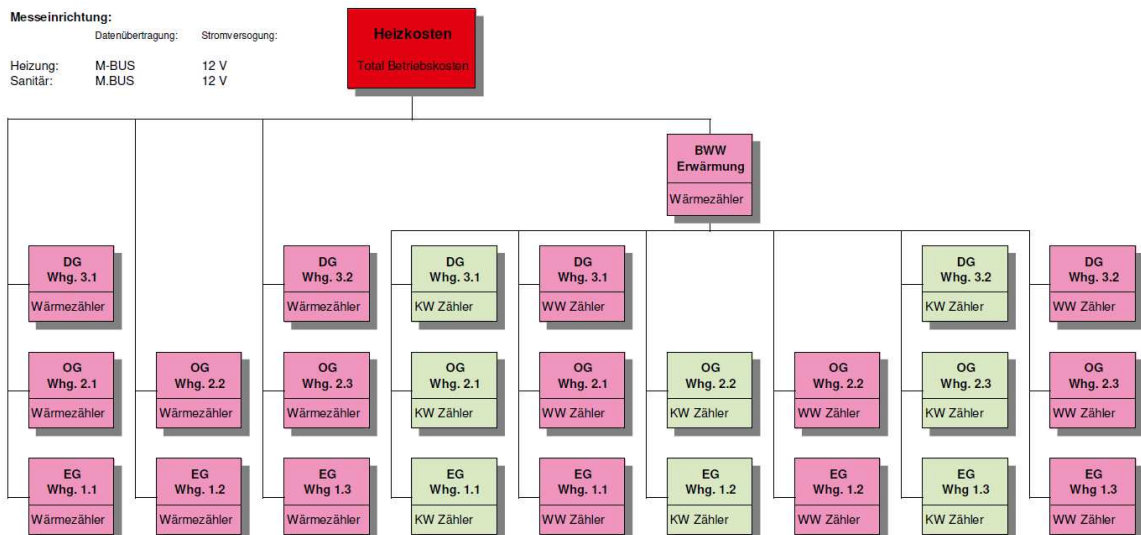 Messeinrichtung:
Datenübertragung: Stromversogung:
Heizung: M-BUS 12 V
Sanitär: M.BUS 12 V
Heizkosten
Total Betriebskosten
BWW
Erwärmung
Wärmezähler
DG
Whg. 3.1
Wärmezähler
DG
Whg. 3.2
Wärmezähler
DG
Whg. 3.1
KW Zähler
DG
Whg. 3.1
WW Zähler
DG
Whg. 3.2
KW Zähler
DG
Whg. 3.2
WW Zähler
OG
Whg. 2.1
Wärmezähler
OG
Whg. 2.2
Wärmezähler
OG
Whg. 2.3
Wärmezähler
OG
Whg. 2.1
KW Zähler
OG
Whg. 2.1
WW Zähler
OG
Whg. 2.2
KW Zähler
OG
Whg. 2.2
WW Zähler
OG
Whg. 2.3
KW Zähler
OG
Whg. 2.3
WW Zähler
EG
Whg. 1.1
Wärmezähler
EG
Whg. 1.2
Wärmezähler
EG
Whg 1.3
Wärmezähler
EG
Whg. 1.1
KW Zähler
EG
Whg. 1.1
WW Zähler
EG
Whg. 1.2
KW Zähler
EG
Whg. 1.2
WW Zähler
EG
Whg 1.3
KW Zähler
EG
Whg 1.3
WW Zähler